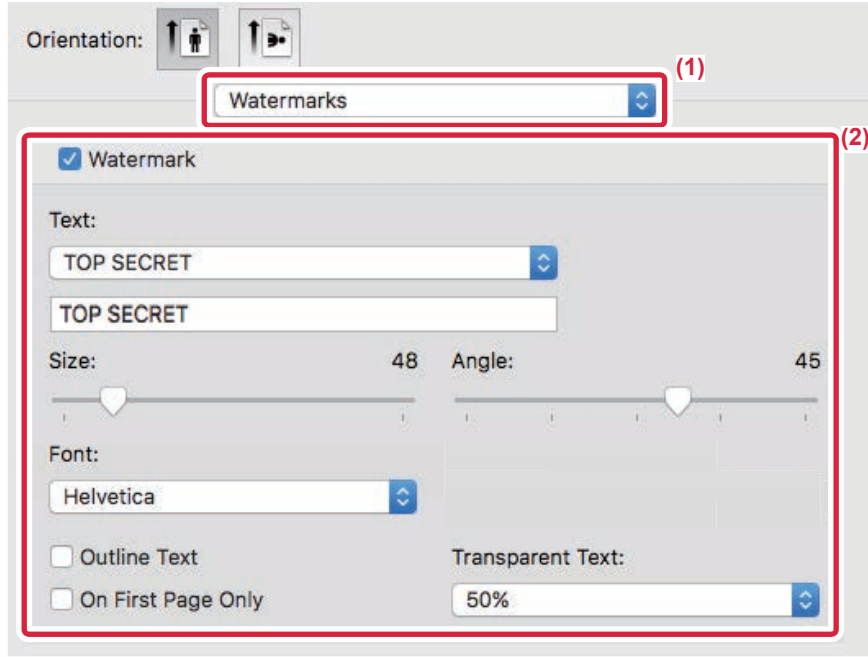 Orientation:
(1)
Watermarks
(2)
Watermark
Text:
TOP SECRET
TOP SECRET
Size: 48 Angle: 45
Font:
Helvetica
Outline Text Transparent Text:
On First Page Only 50%